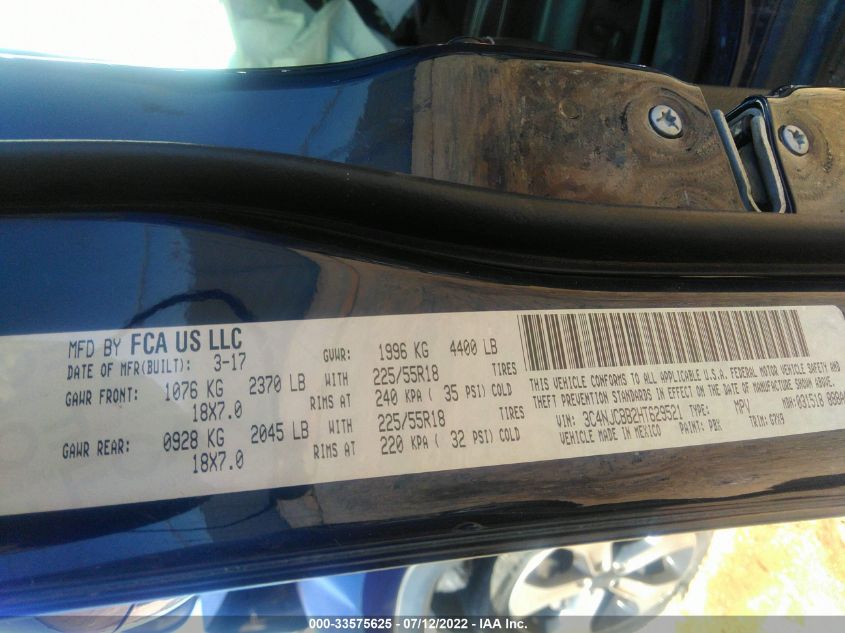 MFD BY FCA US LLC
DATE OF MFR(BUILT): 3-17 GVWR: 1996 KG 4400 LB
GAWR FRONT: 1076 KG 2370 LB WITH 225/55R18 TIRES
18X7.0 RIMS AT 240 KPA ( 35 PSI) COLD
GAWR REAR: 0928 KG 2045 LB WITH 225/55R18 TIRES
18X7.0 RIMS AT 220 KPA ( 32 PSI) COLD
THIS VEHICLE CONFORMS TO ALL APPLICABLE U.S.A. FEDERAL MOTOR VEHICLE SAFETY AND
THEFT PREVENTION STANDARDS IN EFFECT ON THE DATE OF MANUFACTURE SHOWN ABOVE.
VIN: 3C4NJCBB2HT629521 TYPE: MPV MDH: 031518
VEHICLE MADE IN MEXICO PAINT: PBX TRIM: GYX9
000-33575625 - 07/12/2022 - IAA Inc.